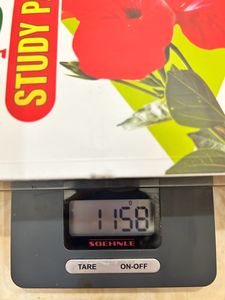 STUDY P
1158
SOEHNLE
TARE ON-OFF